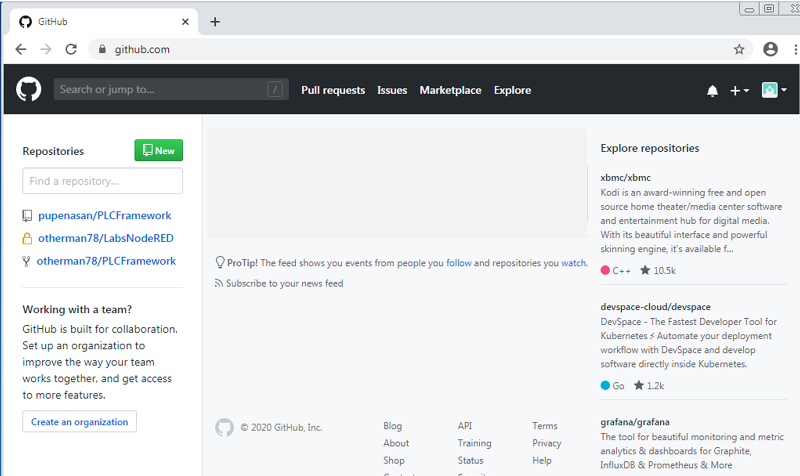 GitHub
github.com
Search or jump to...
/
Pull requests
Issues
Marketplace
Explore
Repositories
New
Find a repository...
pupenasan/PLCFramework
otherman78/LabsNodeRED
otherman78/PLCFramework
Working with a team?
GitHub is built for collaboration.
Set up an organization to
improve the way your team
works together, and get access
to more features.
Create an organization
ProTip! The feed shows you events from people you follow and repositories you watch.
Subscribe to your news feed
© 2020 GitHub, Inc.
Blog
About
Shop
API
Training
Status
Terms
Privacy
Help
Explore repositories
xbmc/xbmc
Kodi is an award-winning free and open
source home theater/media center software
and entertainment hub for digital media.
With its beautiful interface and powerful
skinning engine, it's available f...
C++ 10.5k
devspace-cloud/devspace
DevSpace - The Fastest Developer Tool for
Kubernetes ⚡ Automate your deployment
workflow with DevSpace and develop
software directly inside Kubernetes.
Go 1.2k
grafana/grafana
The tool for beautiful monitoring and metric
analytics & dashboards for Graphite,
InfluxDB & Prometheus & More